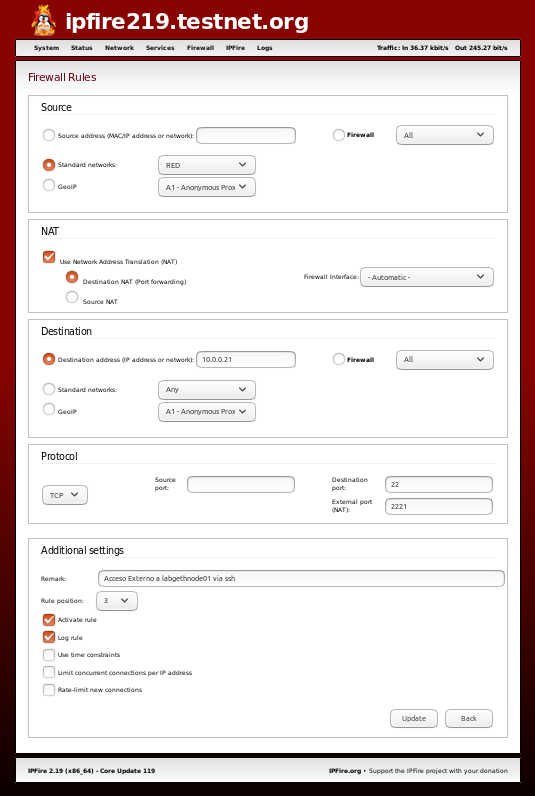 ipfire219.testnet.org
System Status Network Services Firewall IPFire Logs Traffic: In 36.37 kbit/s Out 245.27 bit/s
Firewall Rules
Source
Source address (MAC/IP address or network): Firewall All
Standard networks: RED
GeoIP A1 - Anonymous Prox
NAT
Use Network Address Translation (NAT)
Destination NAT (Port forwarding) Firewall Interface: - Automatic -
Source NAT
Destination
Destination address (IP address or network): 10.0.0.21 Firewall All
Standard networks: Any
GeoIP A1 - Anonymous Prox
Protocol
TCP
Source port:
Destination port: 22
External port (NAT): 2221
Additional settings
Remark: Acceso Externo a labgethnode01 via ssh
Rule position: 3
Activate rule
Log rule
Use time constraints
Limit concurrent connections per IP address
Rate-limit new connections
Update Back
IPFire 2.19 (x86_64) - Core Update 119 IPFire.org • Support the IPFire project with your donation